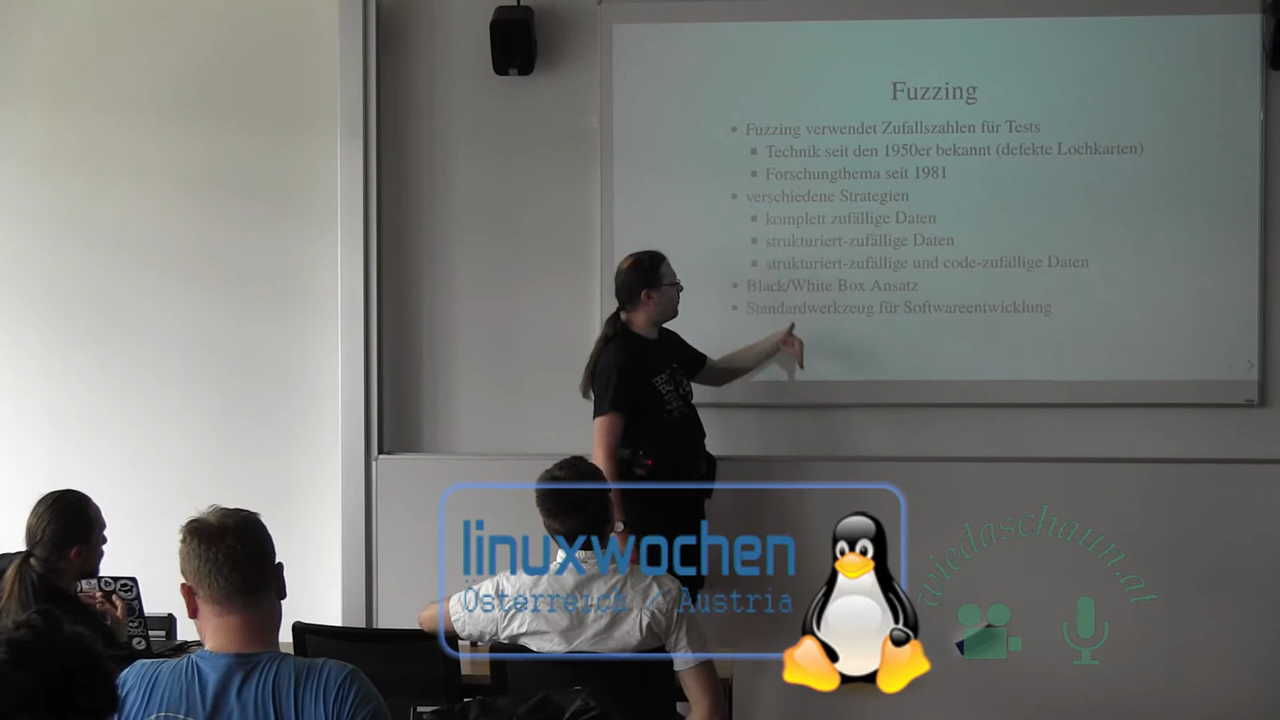 Fuzzing
• Fuzzing verwendet Zufallszahlen für Tests
▪ Technik seit den 1950er bekannt (defekte Lochkarten)
▪ Forschungthema seit 1981
• verschiedene Strategien
▪ komplett zufällige Daten
▪ strukturiert-zufällige Daten
▪ strukturiert-zufällige und code-zufällige Daten
• Black/White Box Ansatz
• Standardwerkzeug für Softwareentwicklung
linuxwochen
Österreich / Austria
wiedaschaun.at